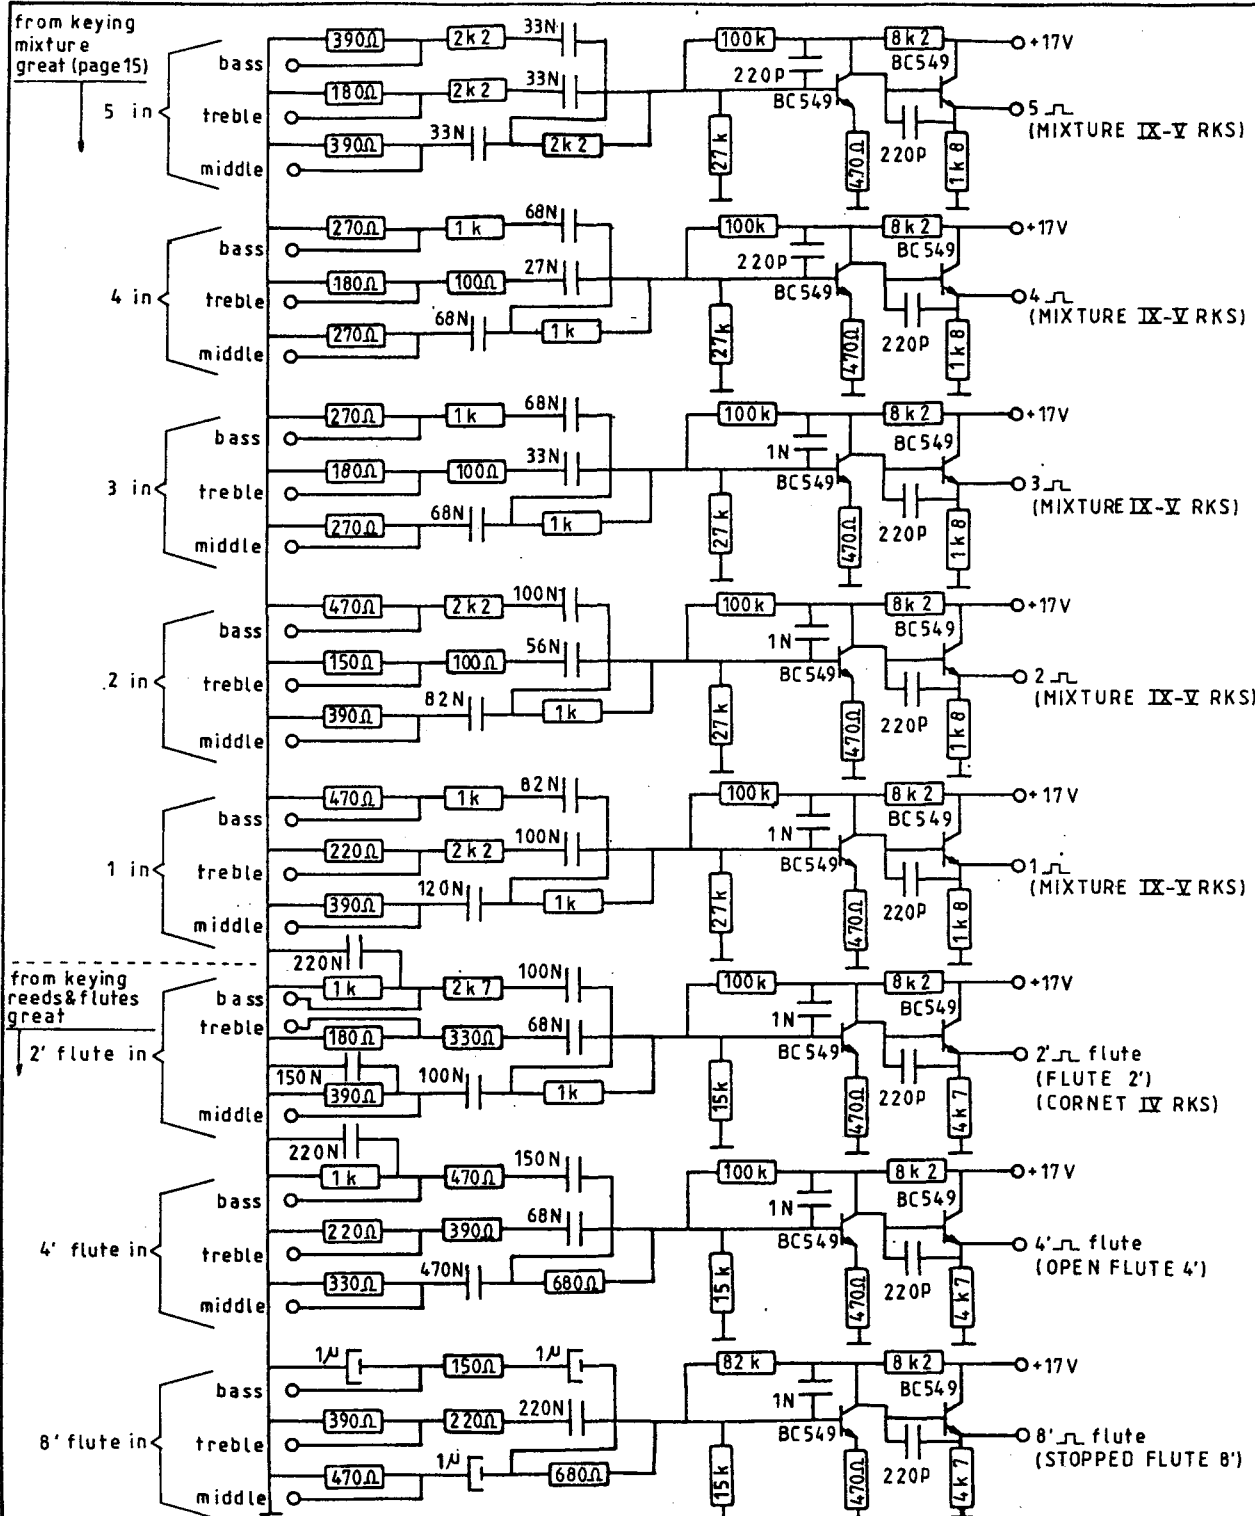 from keying
mixture
great (page15)
5 in
bass
treble
middle
390Ω
2k2
33N
180Ω
2k2
33N
390Ω
33N
2k2
100k
220P
BC549
27k
470Ω
8k2
BC549
220P
1k8
+17V
5
(MIXTURE IX-V RKS)
4 in
bass
treble
middle
270Ω
1k
68N
180Ω
100Ω
27N
270Ω
68N
1k
100k
220P
BC549
27k
470Ω
8k2
BC549
220P
1k8
+17V
4
(MIXTURE IX-V RKS)
3 in
bass
treble
middle
270Ω
1k
68N
180Ω
100Ω
33N
270Ω
68N
1k
100k
1N
BC549
27k
470Ω
8k2
BC549
220P
1k8
+17V
3
(MIXTURE IX-V RKS)
2 in
bass
treble
middle
470Ω
2k2
100N
150Ω
100Ω
56N
390Ω
82N
1k
100k
1N
BC549
27k
470Ω
8k2
BC549
220P
1k8
+17V
2
(MIXTURE IX-V RKS)
1 in
bass
treble
middle
470Ω
1k
82N
220Ω
2k2
100N
390Ω
120N
1k
100k
1N
BC549
27k
470Ω
8k2
BC549
220P
1k8
+17V
1
(MIXTURE IX-V RKS)
from keying
reeds&flutes
great
2' flute in
bass
treble
middle
220N
1k
2k7
100N
180Ω
330Ω
68N
150N
390Ω
100N
1k
100k
1N
BC549
15k
470Ω
8k2
BC549
220P
4k7
+17V
2' flute
(FLUTE 2')
(CORNET IV RKS)
4' flute in
bass
treble
middle
220N
1k
470Ω
150N
220Ω
390Ω
68N
330Ω
470N
680Ω
100k
1N
BC549
15k
470Ω
8k2
BC549
220P
4k7
+17V
4' flute
(OPEN FLUTE 4')
8' flute in
bass
treble
middle
1µ
150Ω
1µ
390Ω
220Ω
220N
470Ω
1µ
680Ω
82k
1N
BC549
15k
470Ω
8k2
BC549
220P
4k7
+17V
8' flute
(STOPPED FLUTE 8')